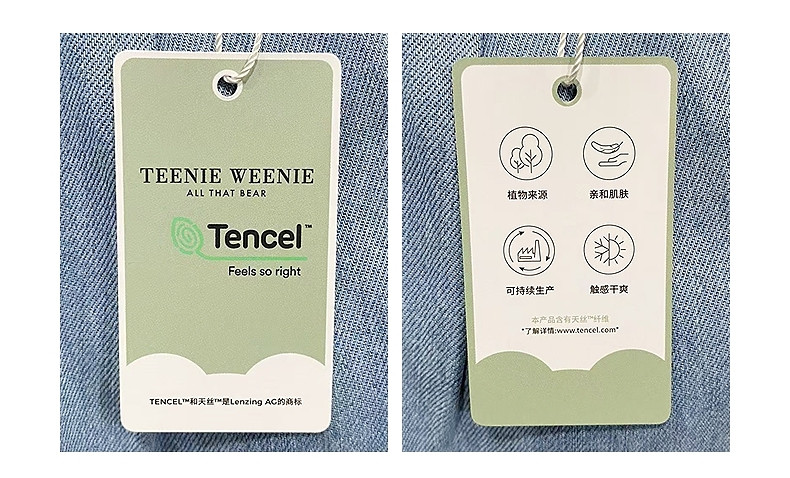 TEENIE WEENIE
ALL THAT BEAR
Tencel™
Feels so right
TENCEL™和天丝™是Lenzing AG的商标
植物来源
亲和肌肤
可持续生产
触感干爽
本产品含有天丝™纤维
*了解详情:www.tencel.com*